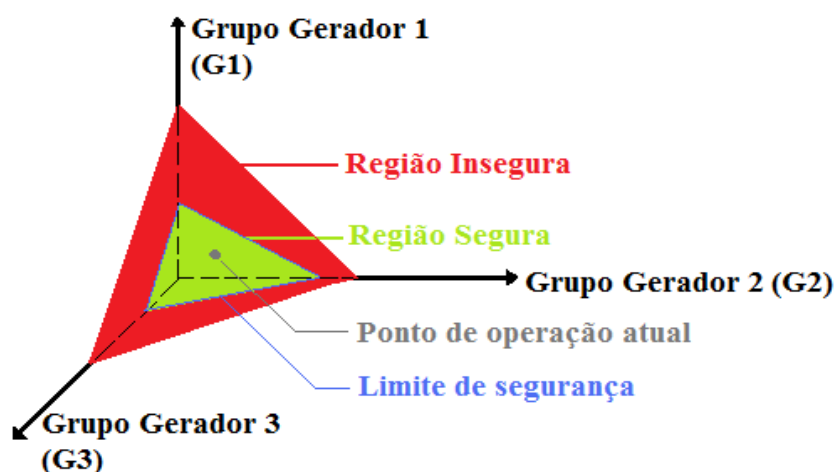 Grupo Gerador 1
(G1)
Região Insegura
Região Segura
Grupo Gerador 2 (G2)
Ponto de operação atual
Limite de segurança
Grupo Gerador 3
(G3)